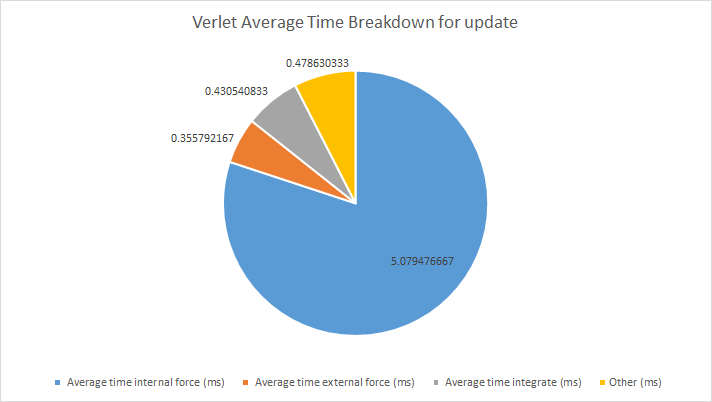 Verlet Average Time Breakdown for update
0.478630333
0.430540833
0.355792167
5.079476667
Average time internal force (ms)
Average time external force (ms)
Average time integrate (ms)
Other (ms)